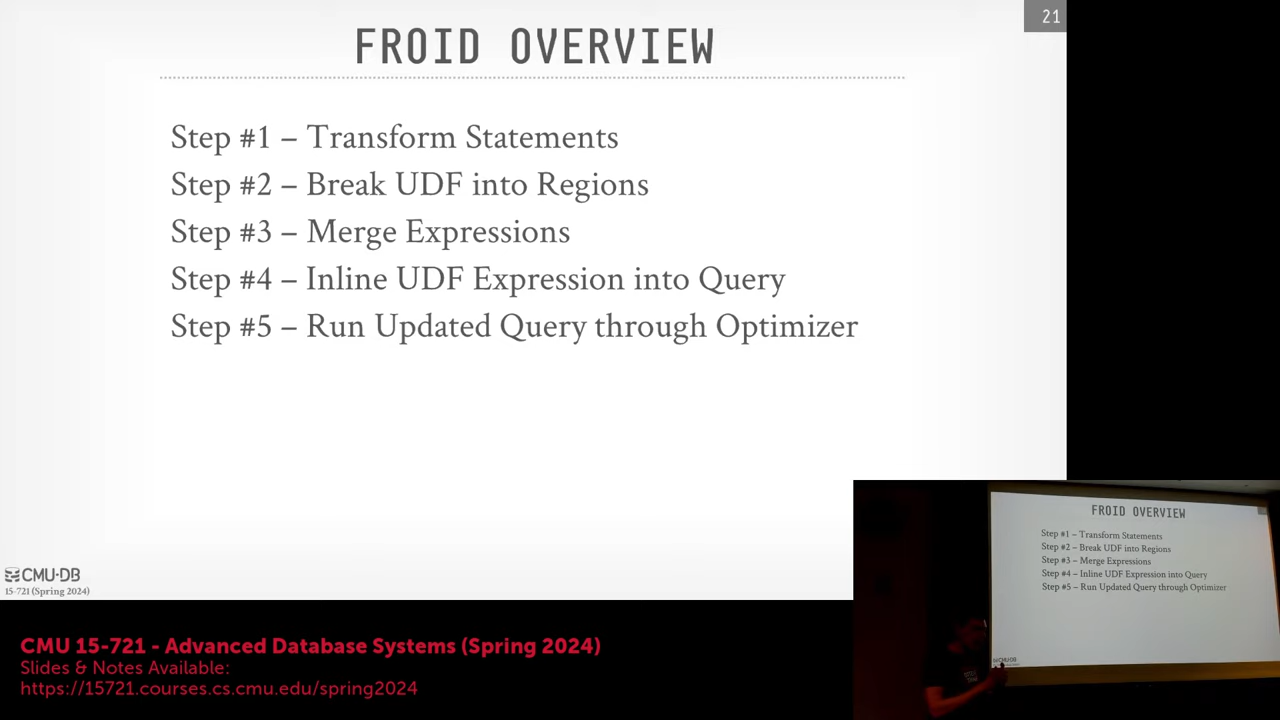 21
FROID OVERVIEW
Step #1 – Transform Statements
Step #2 – Break UDF into Regions
Step #3 – Merge Expressions
Step #4 – Inline UDF Expression into Query
Step #5 – Run Updated Query through Optimizer
CMU·DB
15-721 (Spring 2024)
FROID OVERVIEW
Step #1 – Transform Statements
Step #2 – Break UDF into Regions
Step #3 – Merge Expressions
Step #4 – Inline UDF Expression into Query
Step #5 – Run Updated Query through Optimizer
CMU·DB
CMU 15-721 - Advanced Database Systems (Spring 2024)
Slides & Notes Available:
https://15721.courses.cs.cmu.edu/spring2024